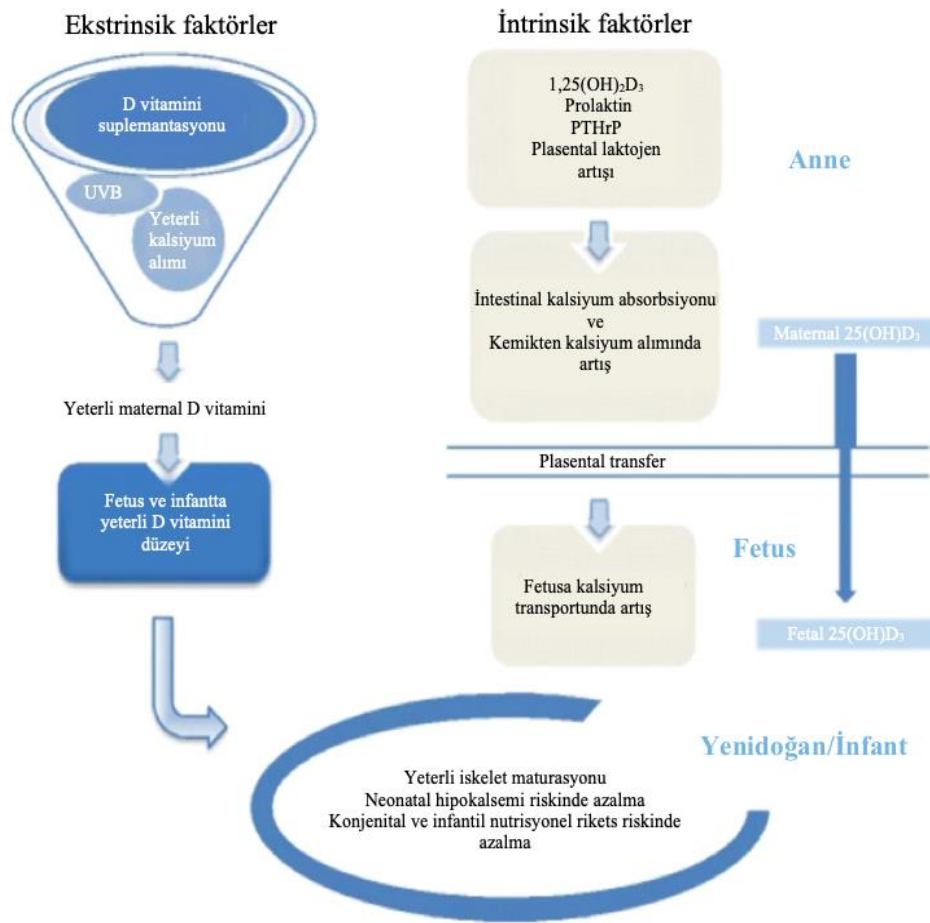 Ekstrinsik faktörler
D vitamini
suplemantasyonu
UVB
Yeterli
kalsiyum
alımı
Yeterli maternal D vitamini
Fetus ve infantta
yeterli D vitamini
düzeyi
İntrinsik faktörler
1,25(OH)₂D₃
Prolaktin
PTHrP
Plasental laktojen
artışı
Anne
İntestinal kalsiyum absorbsiyonu
ve
Kemikten kalsiyum alımında
artış
Maternal 25(OH)D₃
Plasental transfer
Fetus
Fetusa kalsiyum
transportunda artış
Fetal 25(OH)D₃
Yenidoğan/İnfant
Yeterli iskelet maturasyonu
Neonatal hipokalsemi riskinde azalma
Konjenital ve infantil nutrisyonel rikets riskinde
azalma